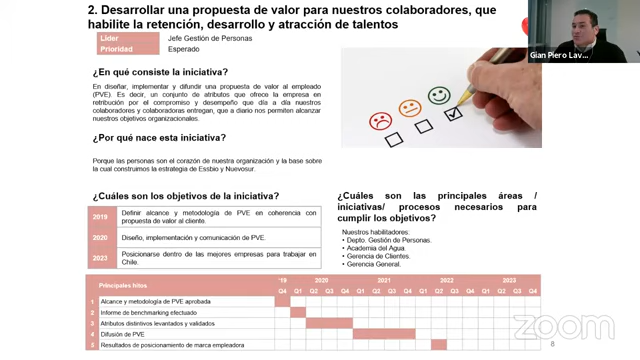 2. Desarrollar una propuesta de valor para nuestros colaboradores, que
habilite la retención, desarrollo y atracción de talentos
Líder Jefe Gestión de Personas
Prioridad Esperado
Gian Piero Lav...
¿En qué consiste la iniciativa?
En diseñar, implementar y difundir una propuesta de valor al empleado
(PVE). Es decir, un conjunto de atributos que ofrece la empresa en
retribución por el compromiso y desempeño que día a día nuestros
colaboradores y colaboradoras entregan, que a diario nos permiten alcanzar
nuestros objetivos organizacionales.
¿Por qué nace esta iniciativa?
Porque las personas son el corazón de nuestra organización y la base sobre
la cual construimos la estrategia de Essbio y Nuevosur.
¿Cuáles son los objetivos de la iniciativa?
2019 Definir alcance y metodología de PVE en coherencia con
propuesta de valor al cliente.
2020 Diseño, implementación y comunicación de PVE.
2023 Posicionarse dentro de las mejores empresas para trabajar en
Chile.
¿Cuáles son las principales áreas /
iniciativas/ procesos necesarios para
cumplir los objetivos?
Nuestros habilitadores:
• Depto. Gestión de Personas.
• Academia del Agua.
• Gerencia de Clientes.
• Gerencia General.
Principales hitos '19 2020 2021 2022 2023
Q4 Q1 Q2 Q3 Q4 Q1 Q2 Q3 Q4 Q1 Q2 Q3 Q4 Q1 Q2 Q3 Q4
1 Alcance y metodología de PVE aprobada
2 Informe de benchmarking efectuado
3 Atributos distintivos levantados y validados
4 Difusión de PVE
5 Resultados de posicionamiento de marca empleadora
zoom
8